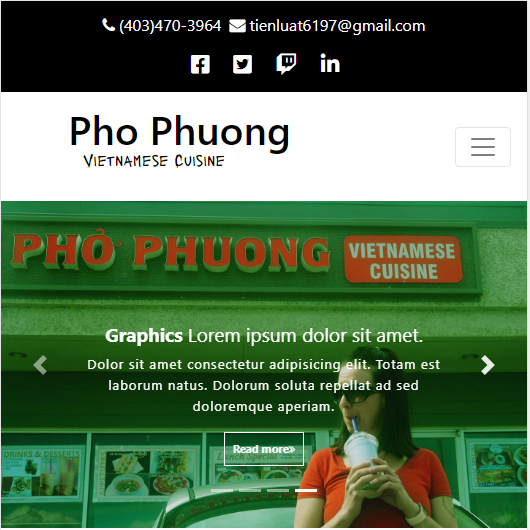 (403)470-3964 tienluat6197@gmail.com
Pho Phuong
Vietnamese Cuisine
PHỞ PHUONG
VIETNAMESE
CUISINE
Graphics Lorem ipsum dolor sit amet.
Dolor sit amet consectetur adipisicing elit. Totam est
laborum natus. Dolorum soluta repellat ad sed
doloremque aperiam.
Read more»
DRINKS & DESSERTS
Lunch Special